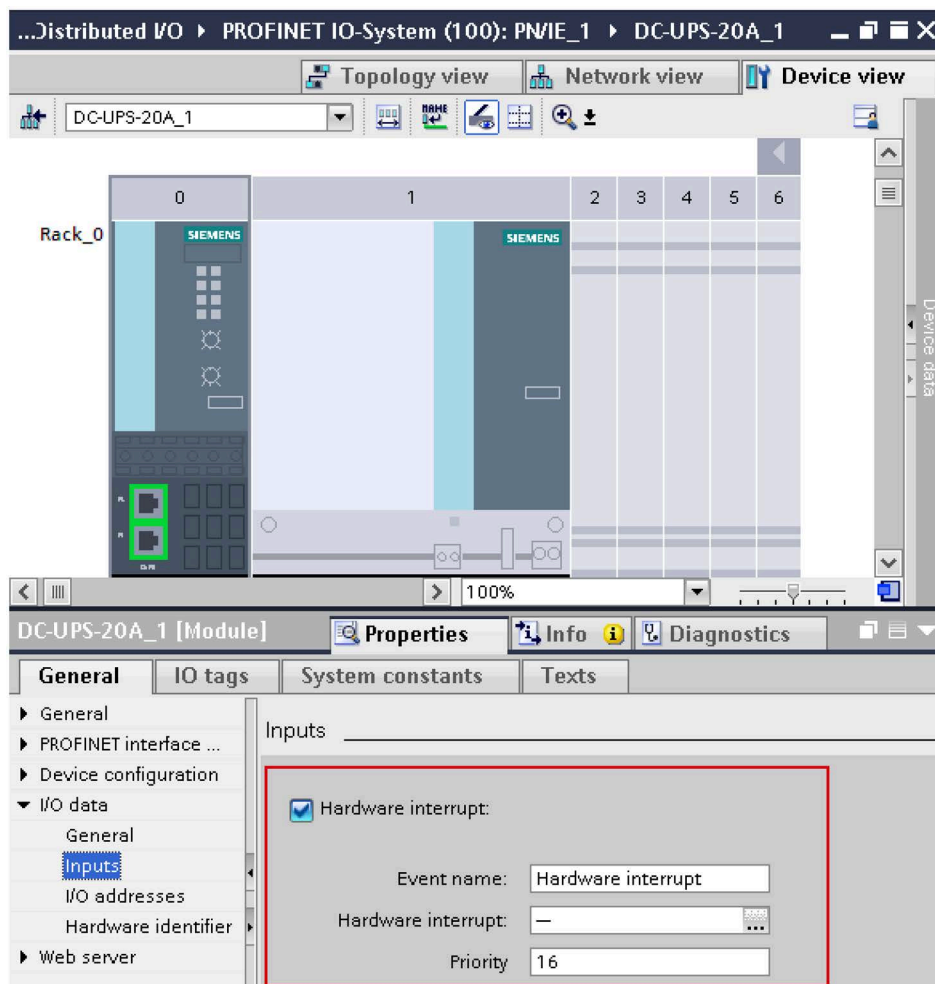 ...Distributed I/O ▸ PROFINET IO-System (100): PN/IE_1 ▸ DC-UPS-20A_1
Topology view Network view Device view
DC-UPS-20A_1
0 1 2 3 4 5 6
Rack_0
SIEMENS SIEMENS
Device data
100%
DC-UPS-20A_1 [Module] Properties Info Diagnostics
General IO tags System constants Texts
General
PROFINET interface ...
Device configuration
I/O data
General
Inputs
I/O addresses
Hardware identifier
Web server
Inputs
Hardware interrupt:
Event name: Hardware interrupt
Hardware interrupt: —
Priority 16